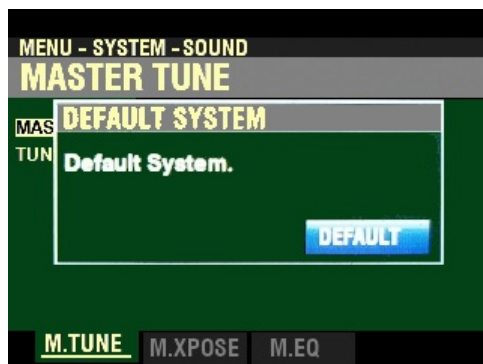 MENU - SYSTEM - SOUND
MASTER TUNE
MAS
TUN
DEFAULT SYSTEM
Default System.
DEFAULT
M.TUNE M.XPOSE M.EQ